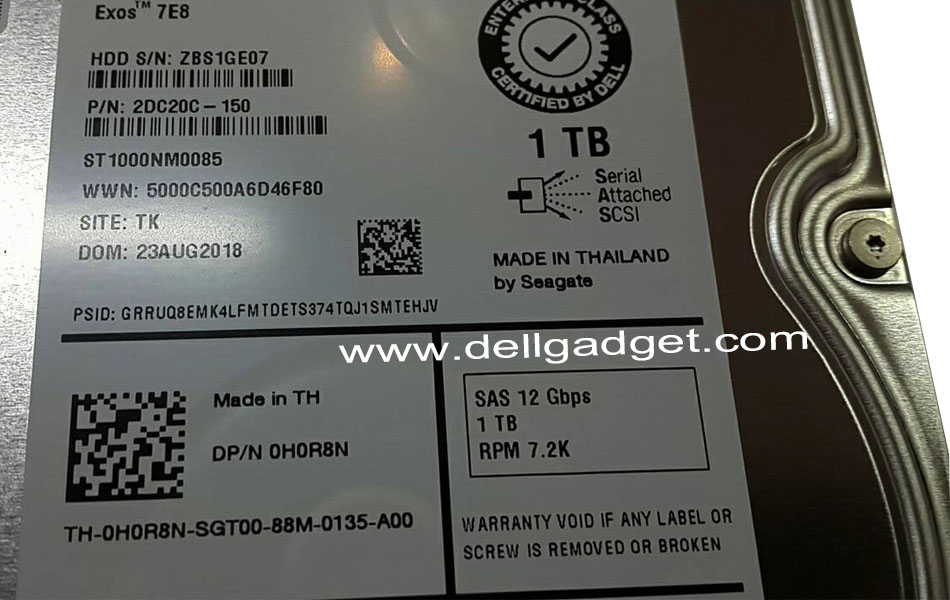 Exos™ 7E8
HDD S/N: ZBS1GE07
P/N: 2DC20C-150
ST1000NM0085
WWN: 5000C500A6D46F80
SITE: TK
DOM: 23AUG2018
PSID: GRRUQ8EMK4LFMTDETS374TQJ1SMTEHJV
CERTIFIED BY DELL
1 TB
Serial
Attached
SCSI
MADE IN THAILAND
by Seagate
www.dellgadget.com
Made in TH
DP/N 0H0R8N
TH-0H0R8N-SGT00-88M-0135-A00
SAS 12 Gbps
1 TB
RPM 7.2K
WARRANTY VOID IF ANY LABEL OR
SCREW IS REMOVED OR BROKEN